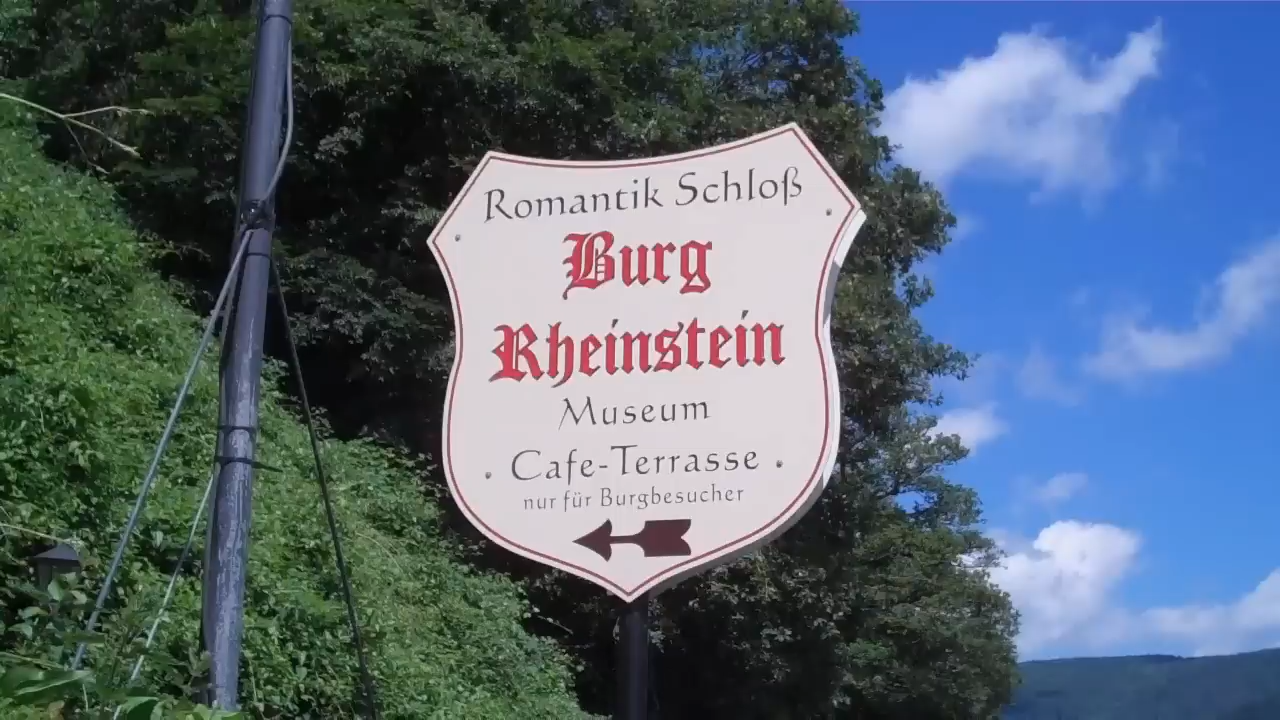 Romantik Schloß
Burg
Rheinstein
Museum
Cafe-Terrasse
nur für Burgbesucher